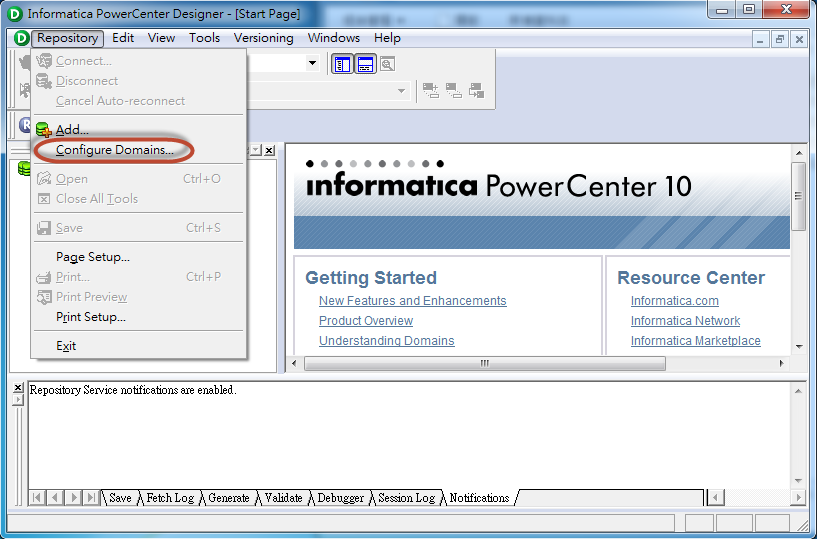 Informatica PowerCenter Designer - [Start Page]
Repository Edit View Tools Versioning Windows Help
Connect...
Disconnect
Cancel Auto-reconnect
Add...
Configure Domains...
Open Ctrl+O
Close All Tools
Save Ctrl+S
Page Setup...
Print... Ctrl+P
Print Preview
Print Setup...
Exit
informatica PowerCenter 10
Getting Started
New Features and Enhancements
Product Overview
Understanding Domains
Resource Center
Informatica.com
Informatica Network
Informatica Marketplace
Repository Service notifications are enabled.
Save Fetch Log Generate Validate Debugger Session Log Notifications